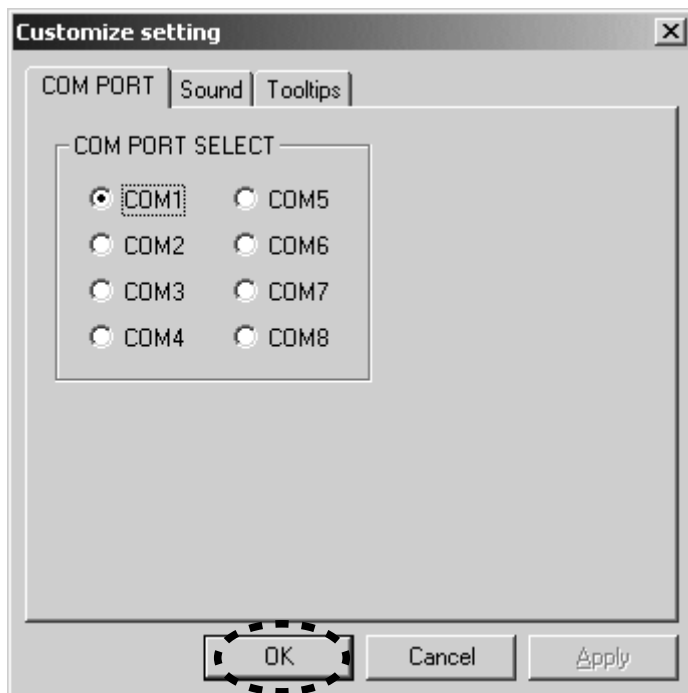 Customize setting
COM PORT Sound Tooltips
COM PORT SELECT
COM1 COM5
COM2 COM6
COM3 COM7
COM4 COM8
OK Cancel Apply